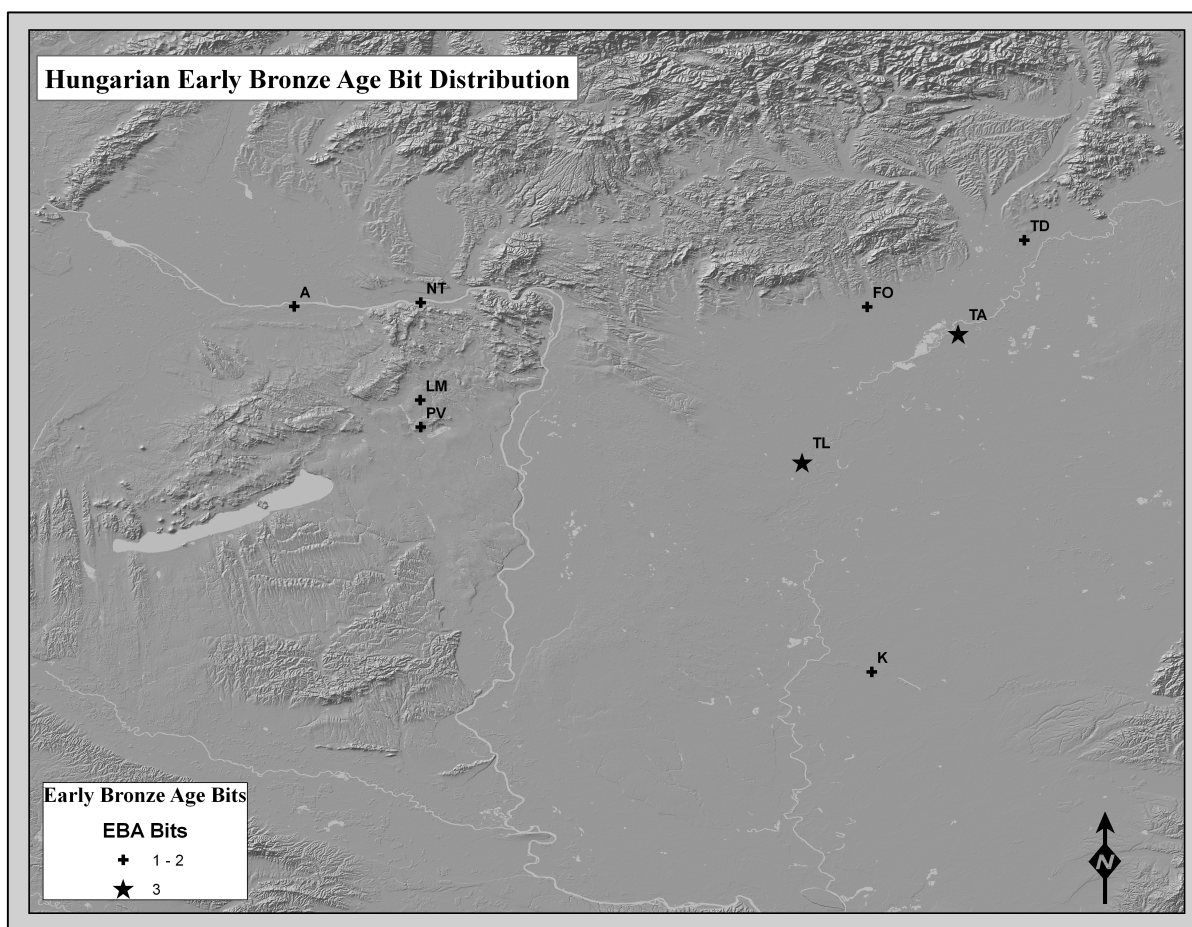 Hungarian Early Bronze Age Bit Distribution
TD
A
NT
FO
TA
LM
PV
TL
K
Early Bronze Age Bits
EBA Bits
1 - 2
3
N